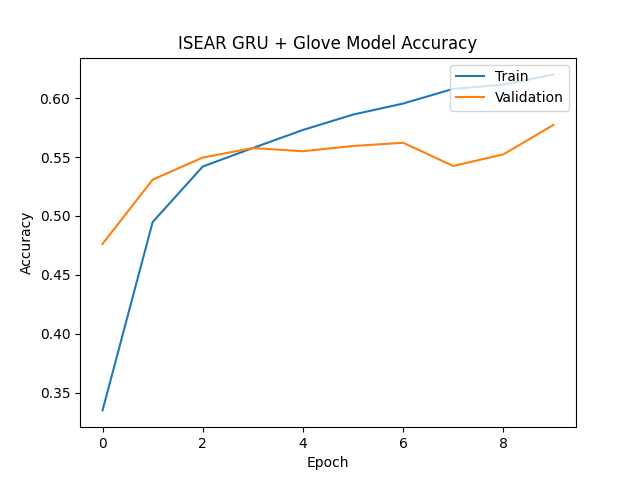 ISEAR GRU + Glove Model Accuracy
Train
Validation
0.60
0.55
0.50
0.45
0.40
0.35
Accuracy
0 2 4 6 8
Epoch